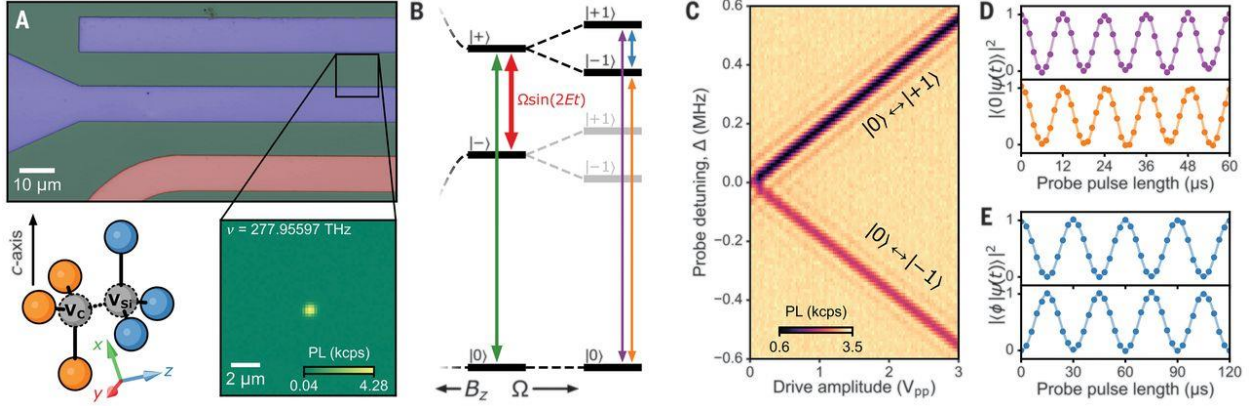 A
10 μm
c-axis
V_C
V_Si
x
y
z
ν = 277.95597 THz
2 μm
PL (kcps)
0.04 4.28
B
|+⟩
|−⟩
|0⟩
Ωsin(2Et)
|+1⟩
|−1⟩
|+1⟩
|−1⟩
|0⟩
B_z Ω
C
Probe detuning, Δ (MHz)
0.6
0.4
0.2
0.0
−0.2
−0.4
−0.6
|0⟩↔|+1⟩
|0⟩↔|−1⟩
PL (kcps)
0.6 3.5
0 1 2 3
Drive amplitude (V_pp)
D
|⟨0|ψ(t)⟩|²
1
0
1
0
0 12 24 36 48 60
Probe pulse length (μs)
E
|⟨ϕ|ψ(t)⟩|²
1
0
1
0
0 30 60 90 120
Probe pulse length (μs)